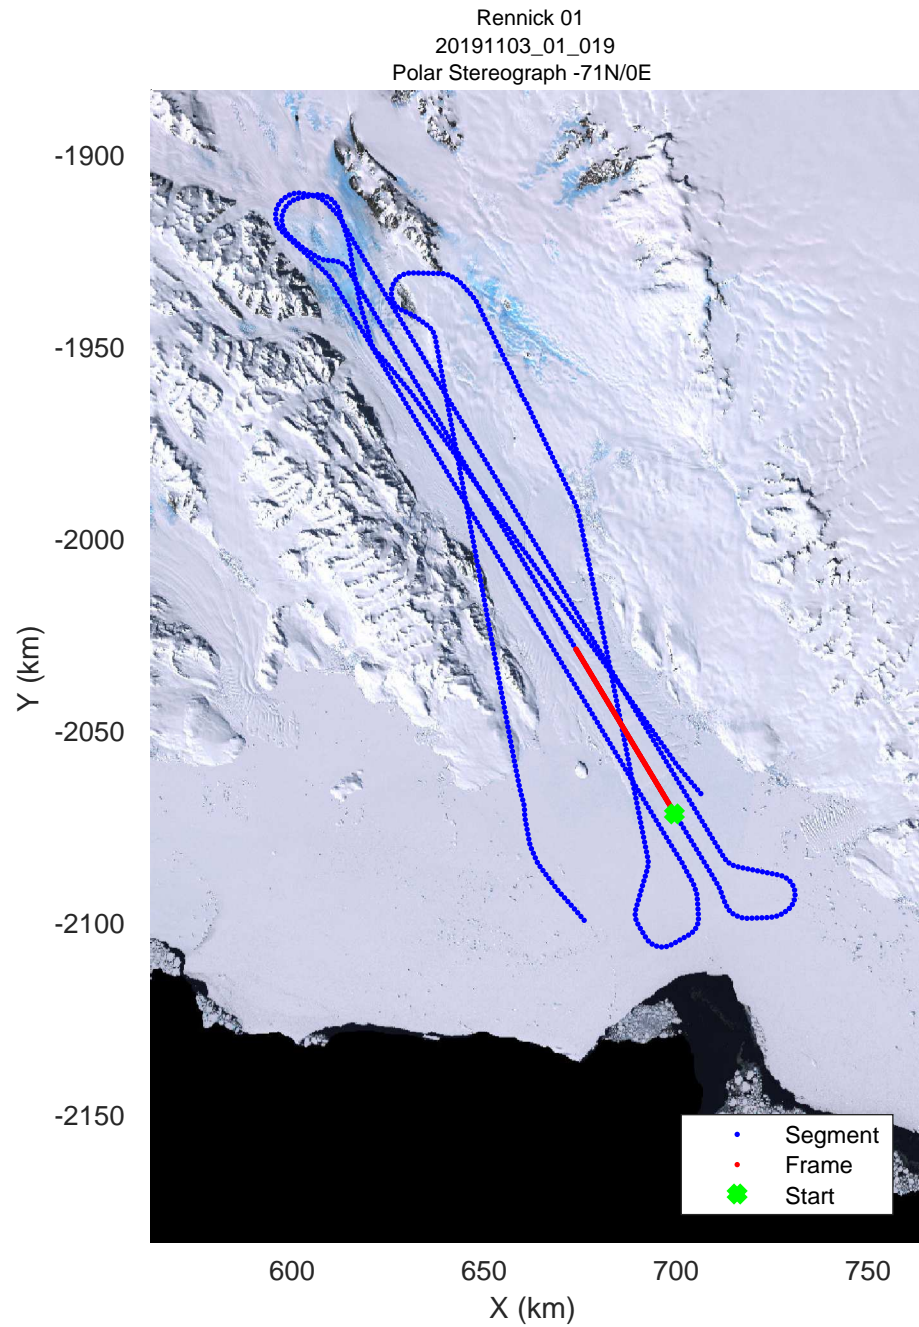 Rennick 01
20191103_01_019
Polar Stereograph -71N/0E
-1900
-1950
-2000
-2050
-2100
-2150
Y (km)
600
650
700
750
X (km)
Segment
Frame
Start